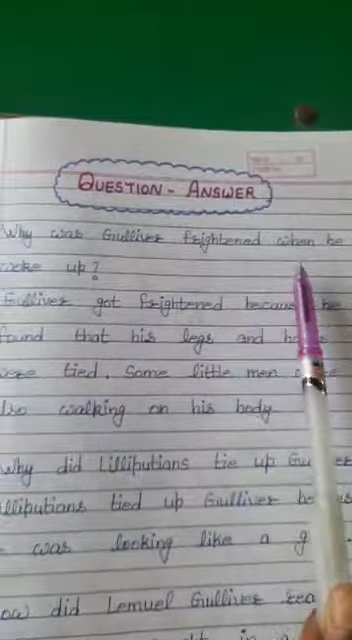 QUESTION - ANSWER
Why was Gulliver frightened when he
woke up?
Gulliver got frightened because he
found that his legs and
were tied. Some little men
also walking on his body
Why did Lilliputians tie up
Lilliputians tied up Gulliver
was looking like a
How did Lemuel Gulliver